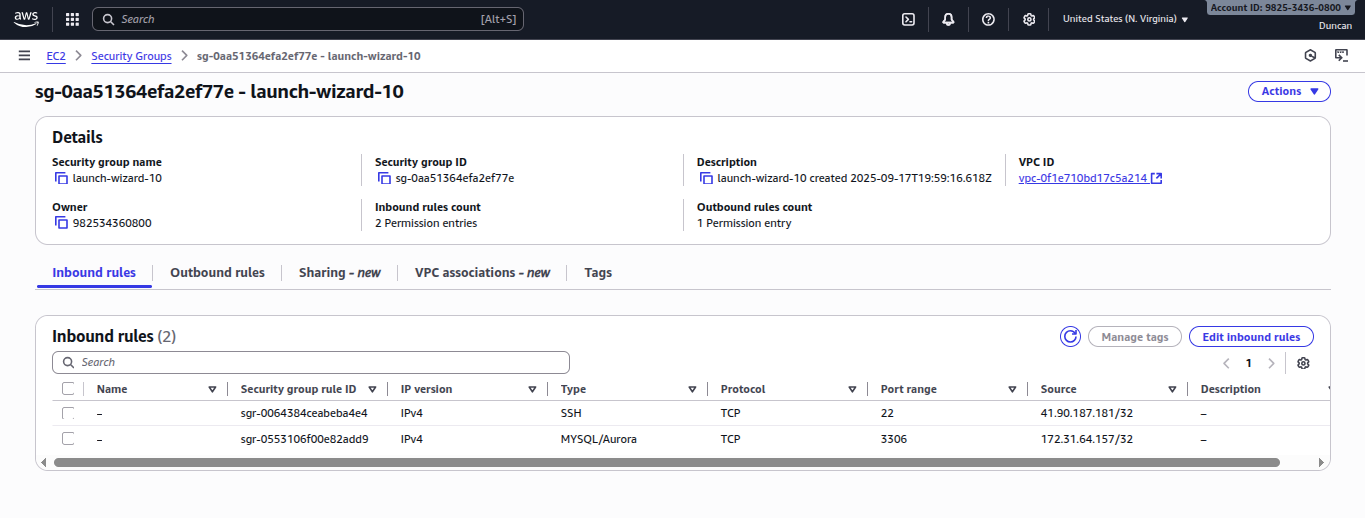 aws Search [Alt+S] United States (N. Virginia) Account ID: 9825-3436-0800
Duncan
EC2 Security Groups sg-0aa51364efa2ef77e - launch-wizard-10
sg-0aa51364efa2ef77e - launch-wizard-10 Actions
Details
Security group name Security group ID Description VPC ID
launch-wizard-10 sg-0aa51364efa2ef77e launch-wizard-10 created 2025-09-17T19:59:16.618Z vpc-0f1e710bd17c5a214
Owner Inbound rules count Outbound rules count
982534360800 2 Permission entries 1 Permission entry
Inbound rules Outbound rules Sharing - new VPC associations - new Tags
Inbound rules (2) Manage tags Edit inbound rules
Search 1
Name Security group rule ID IP version Type Protocol Port range Source Description
– sgr-0064384ceabeba4e4 IPv4 SSH TCP 22 41.90.187.181/32 –
– sgr-0553106f00e82add9 IPv4 MYSQL/Aurora TCP 3306 172.31.64.157/32 –